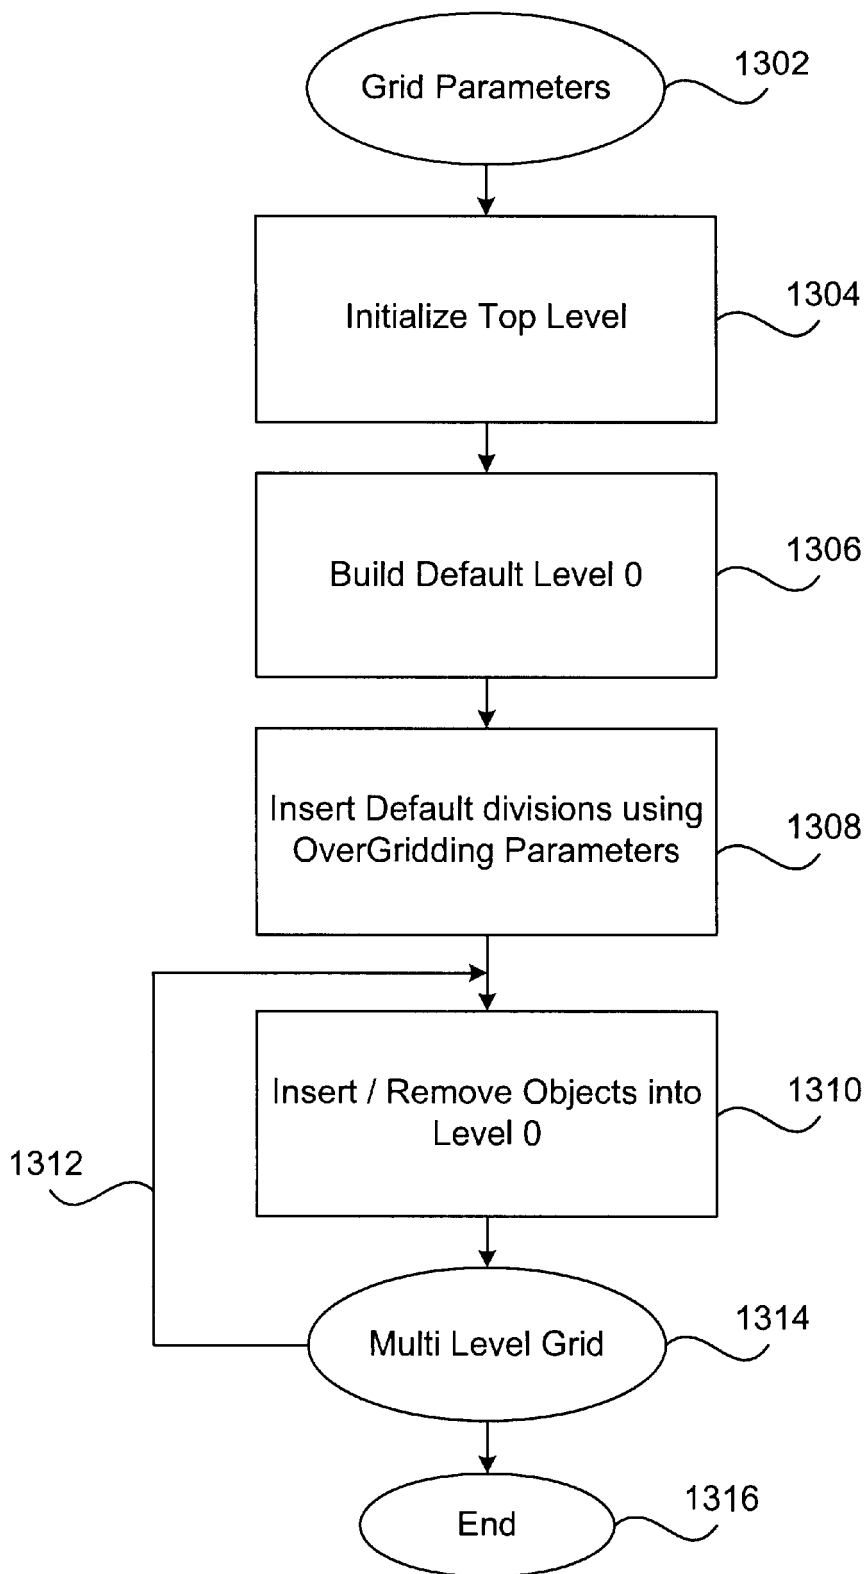 Grid Parameters
1302
Initialize Top Level
1304
Build Default Level 0
1306
Insert Default divisions using
OverGridding Parameters
1308
Insert / Remove Objects into
Level 0
1310
1312
Multi Level Grid
1314
End
1316